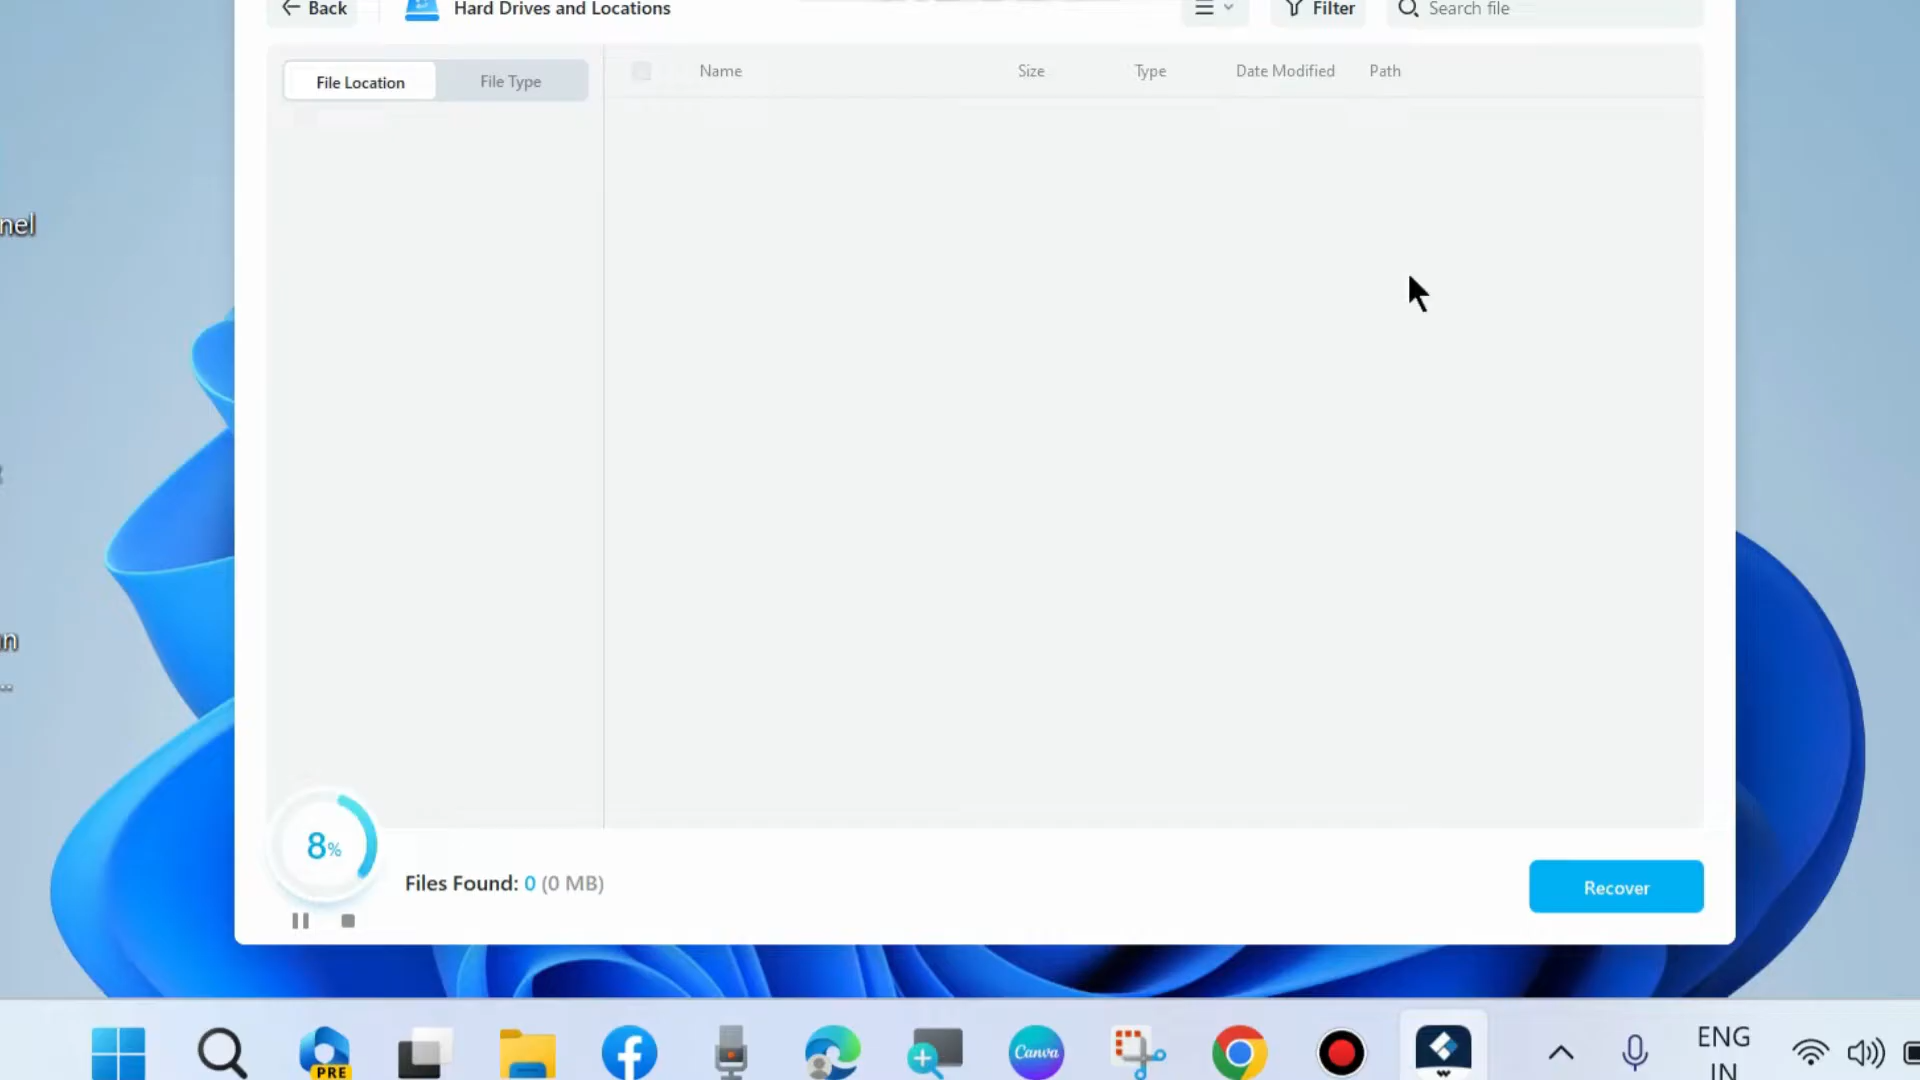 Back
Hard Drives and Locations
Filter
Search file
nel
File Location
File Type
Name
Size
Type
Date Modified
Path
in
...
8%
Files Found: 0 (0 MB)
Recover
PRE
Canva
ENG
IN